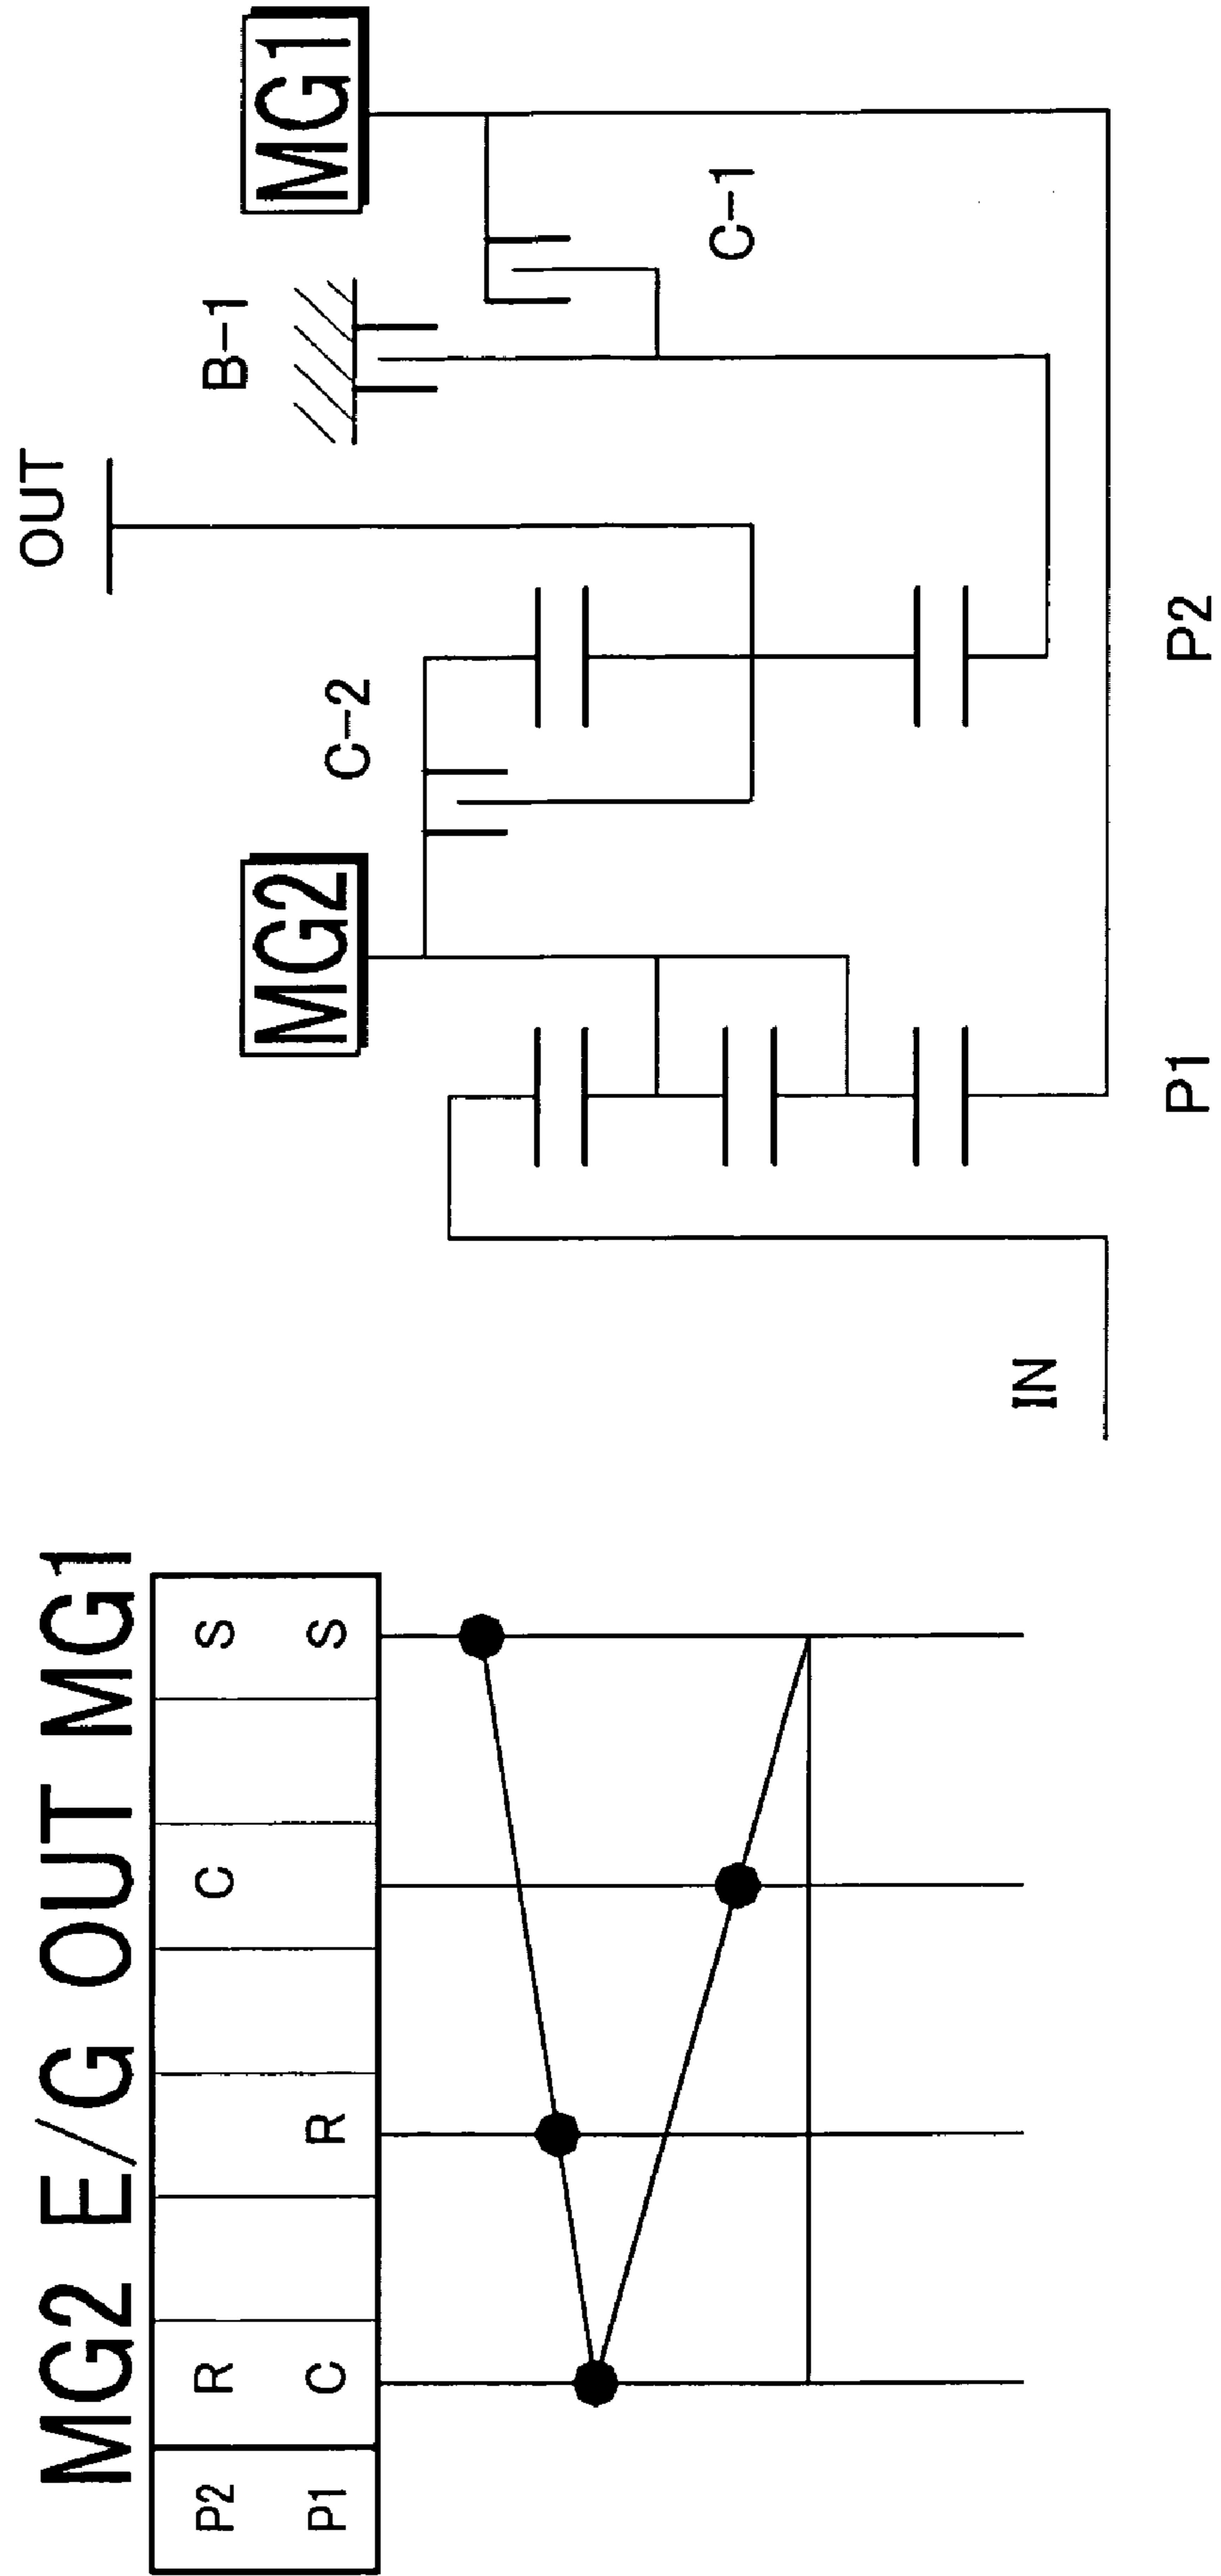 MG2 E/G OUT MG1
P2 R C S
P1 C R S
OUT
B-1
MG1
MG2
C-2
C-1
IN
P1
P2